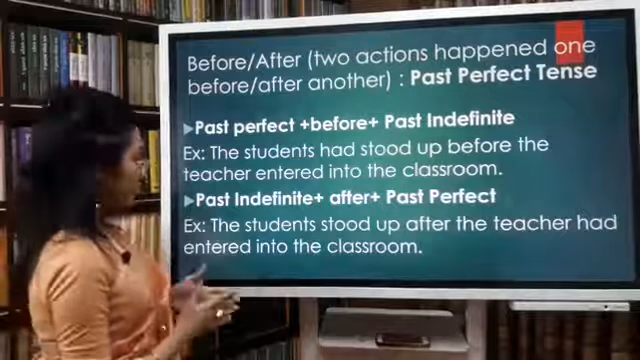 Before/After (two actions happened one
before/after another) : Past Perfect Tense
Past perfect +before+ Past Indefinite
Ex: The students had stood up before the
teacher entered into the classroom.
Past Indefinite+ after+ Past Perfect
Ex: The students stood up after the teacher had
entered into the classroom.